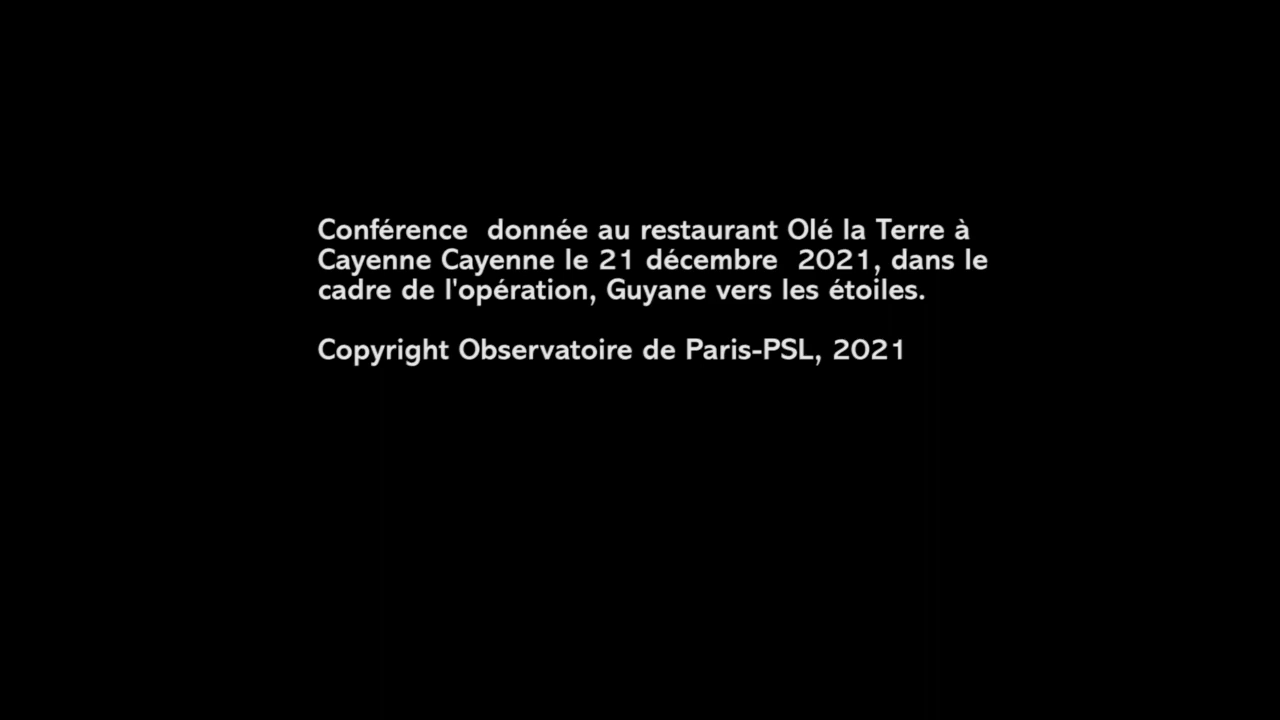 Conférence  donnée au restaurant Olé la Terre à
Cayenne Cayenne le 21 décembre  2021, dans le
cadre de l'opération, Guyane vers les étoiles.
Copyright Observatoire de Paris-PSL, 2021